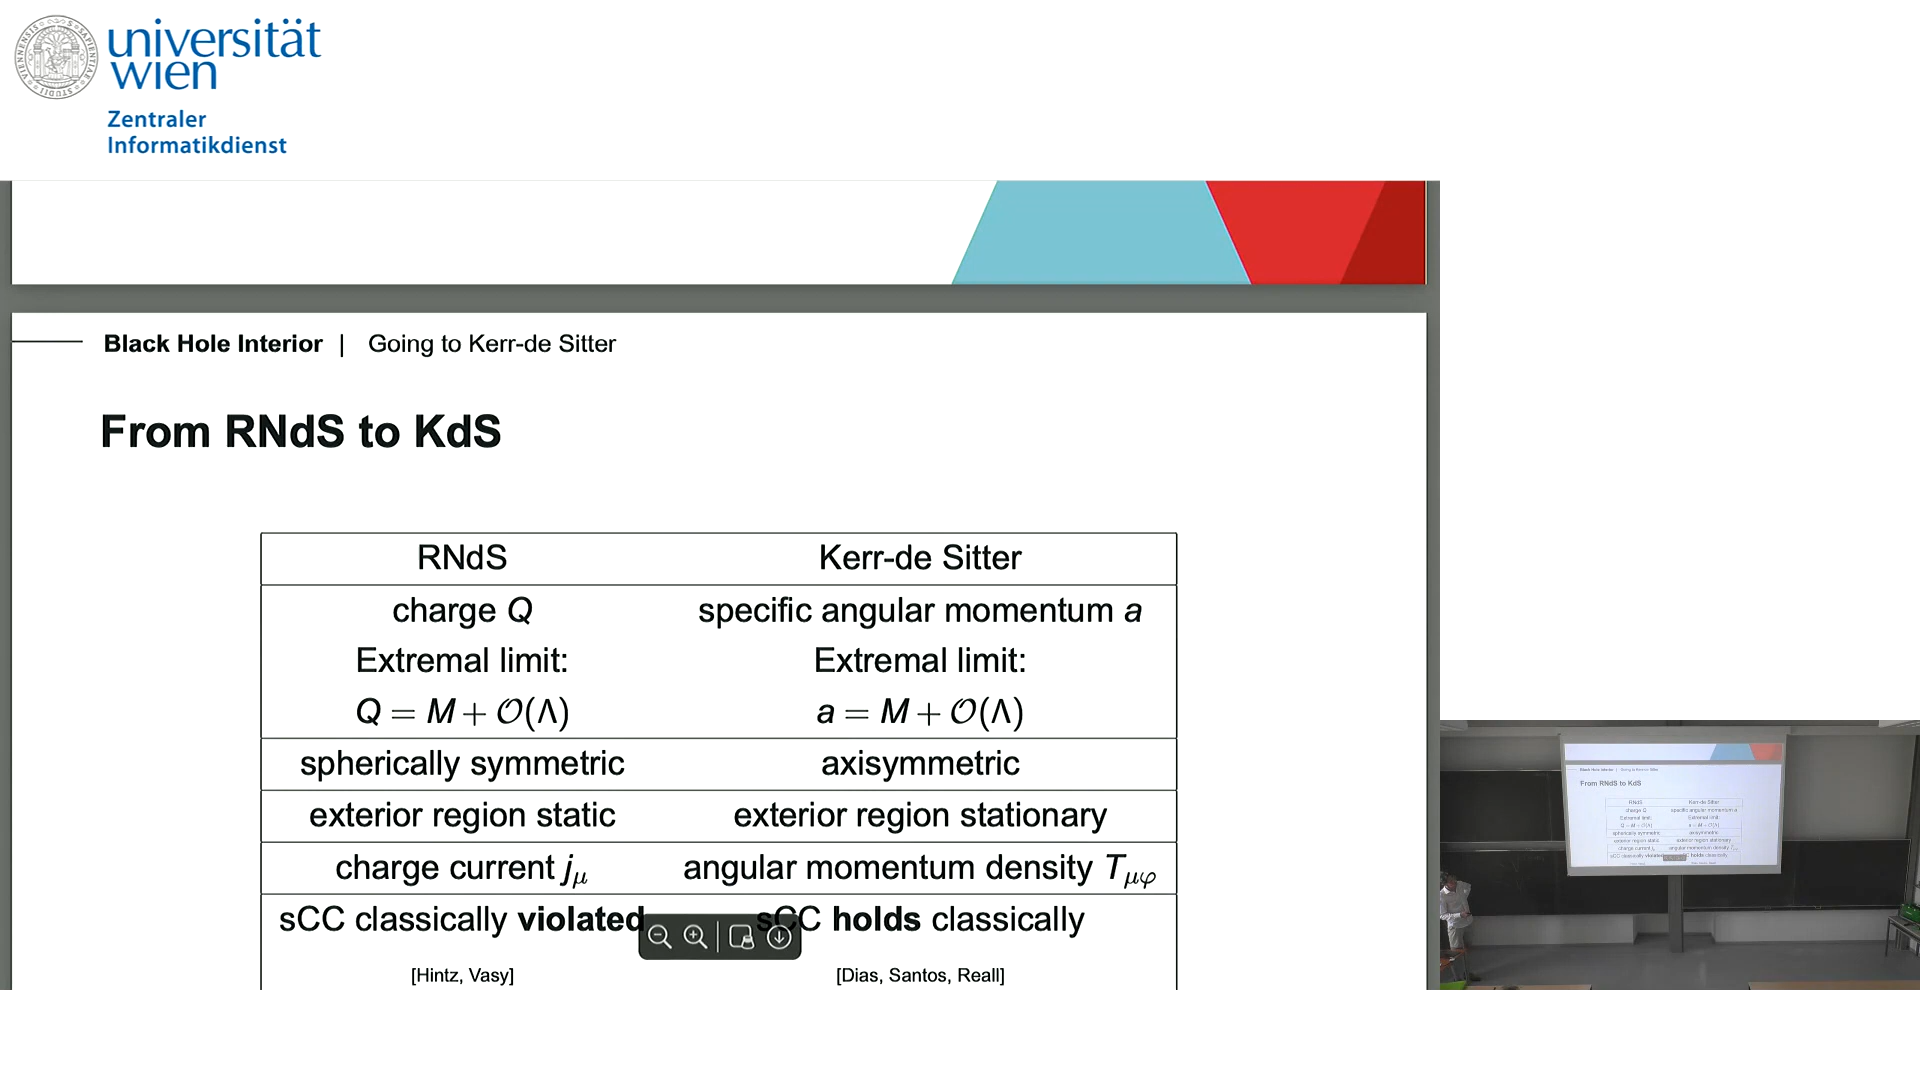 universität
wien
Zentraler
Informatikdienst
Black Hole Interior | Going to Kerr-de Sitter
From RNdS to KdS
RNdS Kerr-de Sitter
charge Q specific angular momentum a
Extremal limit: Extremal limit:
Q = M + 𝒪(Λ) a = M + 𝒪(Λ)
spherically symmetric axisymmetric
exterior region static exterior region stationary
charge current j_μ angular momentum density T_μφ
sCC classically violated sCC holds classically
[Hintz, Vasy] [Dias, Santos, Reall]